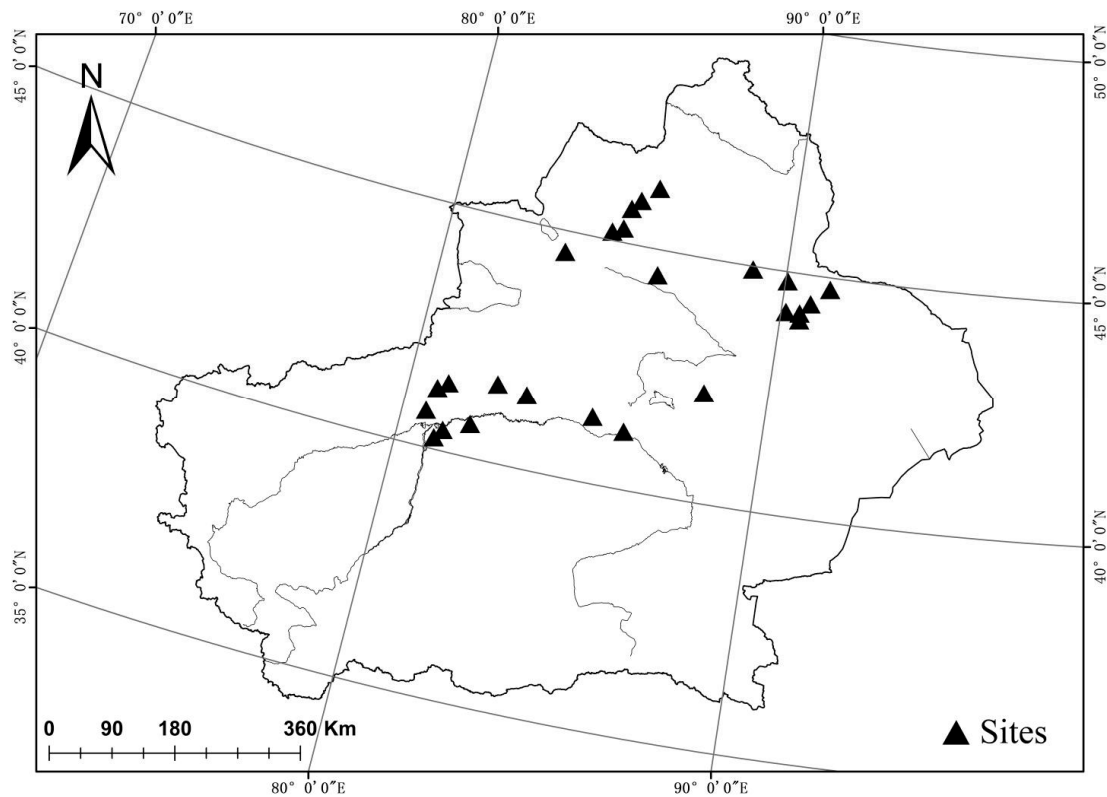 70° 0′0″E 80° 0′0″E 90° 0′0″E
N
45° 0′0″N
50° 0′0″N
40° 0′0″N
45° 0′0″N
35° 0′0″N
40° 0′0″N
0 90 180 360 Km
Sites
80° 0′0″E 90° 0′0″E